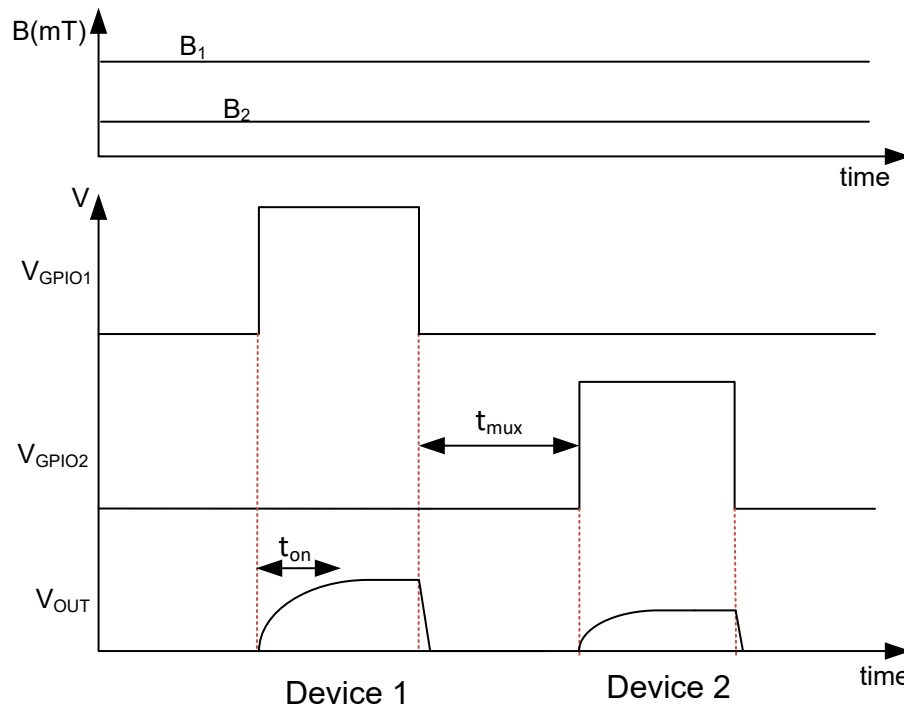 B(mT)
B1
B2
time
V
VGPIO1
tmux
VGPIO2
ton
VOUT
time
Device 1
Device 2